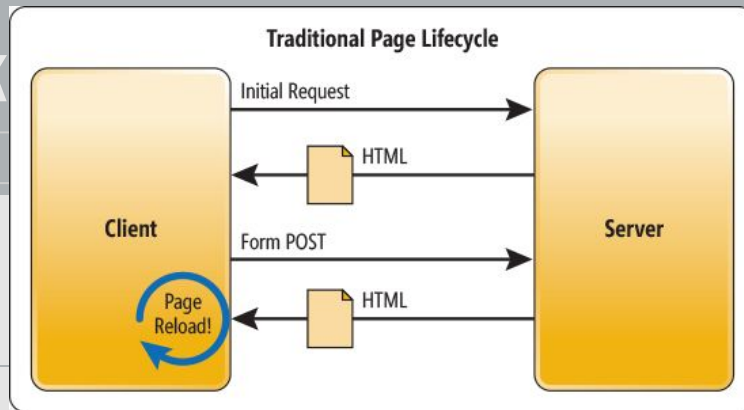 Traditional Page Lifecycle
Initial Request
HTML
Client
Server
Form POST
HTML
Page
Reload!